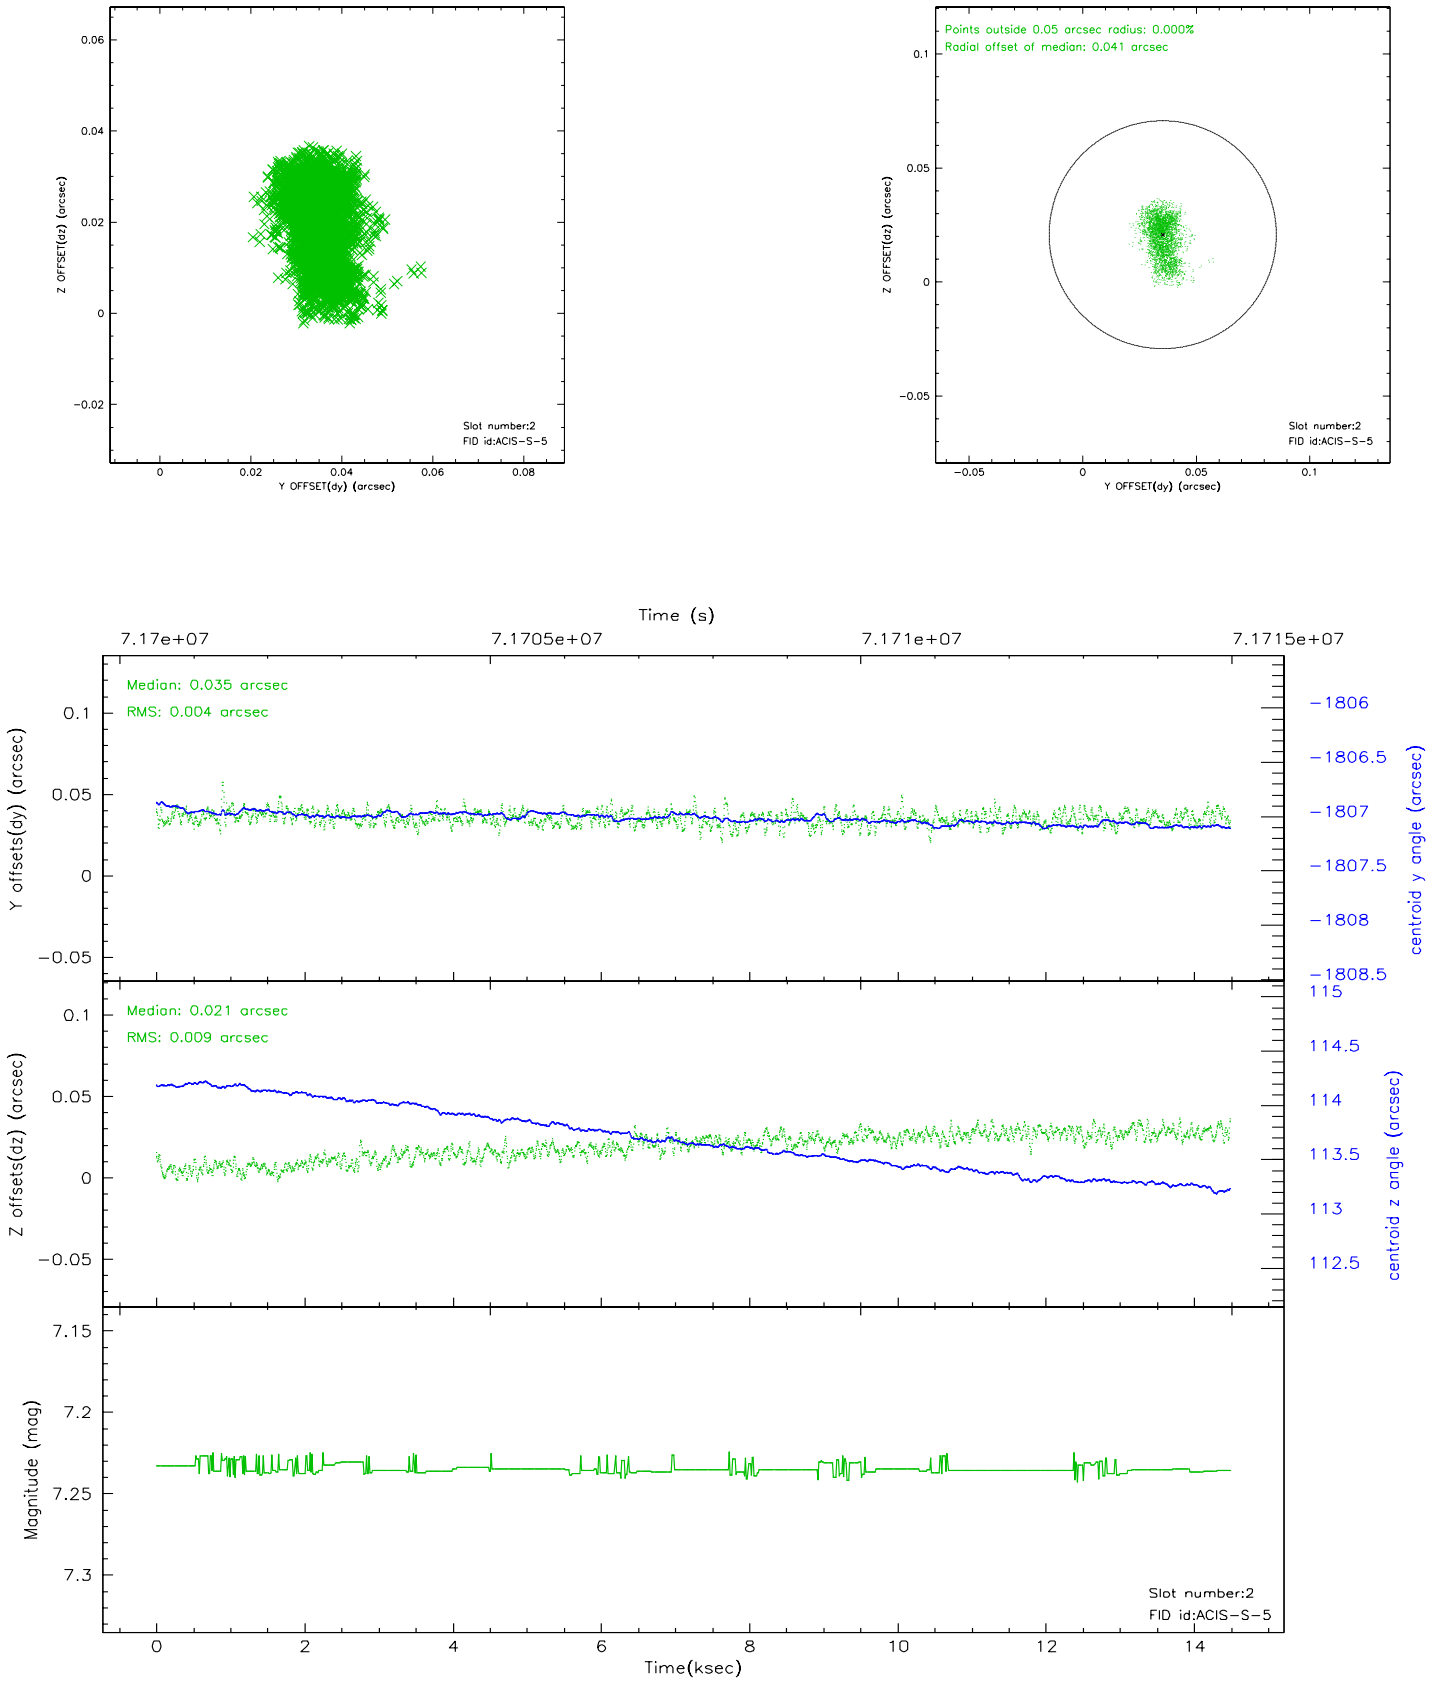 0.06
0.04
0.02
0
−0.02
Z OFFSET(dz) (arcsec)
0
0.02
0.04
0.06
0.08
Y OFFSET(dy) (arcsec)
Slot number:2
FID id:ACIS−S−5
Points outside 0.05 arcsec radius: 0.000%
Radial offset of median: 0.041 arcsec
0.1
0.05
0
−0.05
Z OFFSET(dz) (arcsec)
−0.05
0
0.05
0.1
Y OFFSET(dy) (arcsec)
Slot number:2
FID id:ACIS−S−5
Time (s)
7.17e+07
7.1705e+07
7.171e+07
7.1715e+07
Median: 0.035 arcsec
RMS: 0.004 arcsec
0.1
0.05
0
−0.05
Y offsets(dy) (arcsec)
−1806
−1806.5
−1807
−1807.5
−1808
−1808.5
centroid y angle (arcsec)
Median: 0.021 arcsec
RMS: 0.009 arcsec
0.1
0.05
0
−0.05
Z offsets(dz) (arcsec)
115
114.5
114
113.5
113
112.5
centroid z angle (arcsec)
7.15
7.2
7.25
7.3
Magnitude (mag)
Slot number:2
FID id:ACIS−S−5
0
2
4
6
8
10
12
14
Time(ksec)